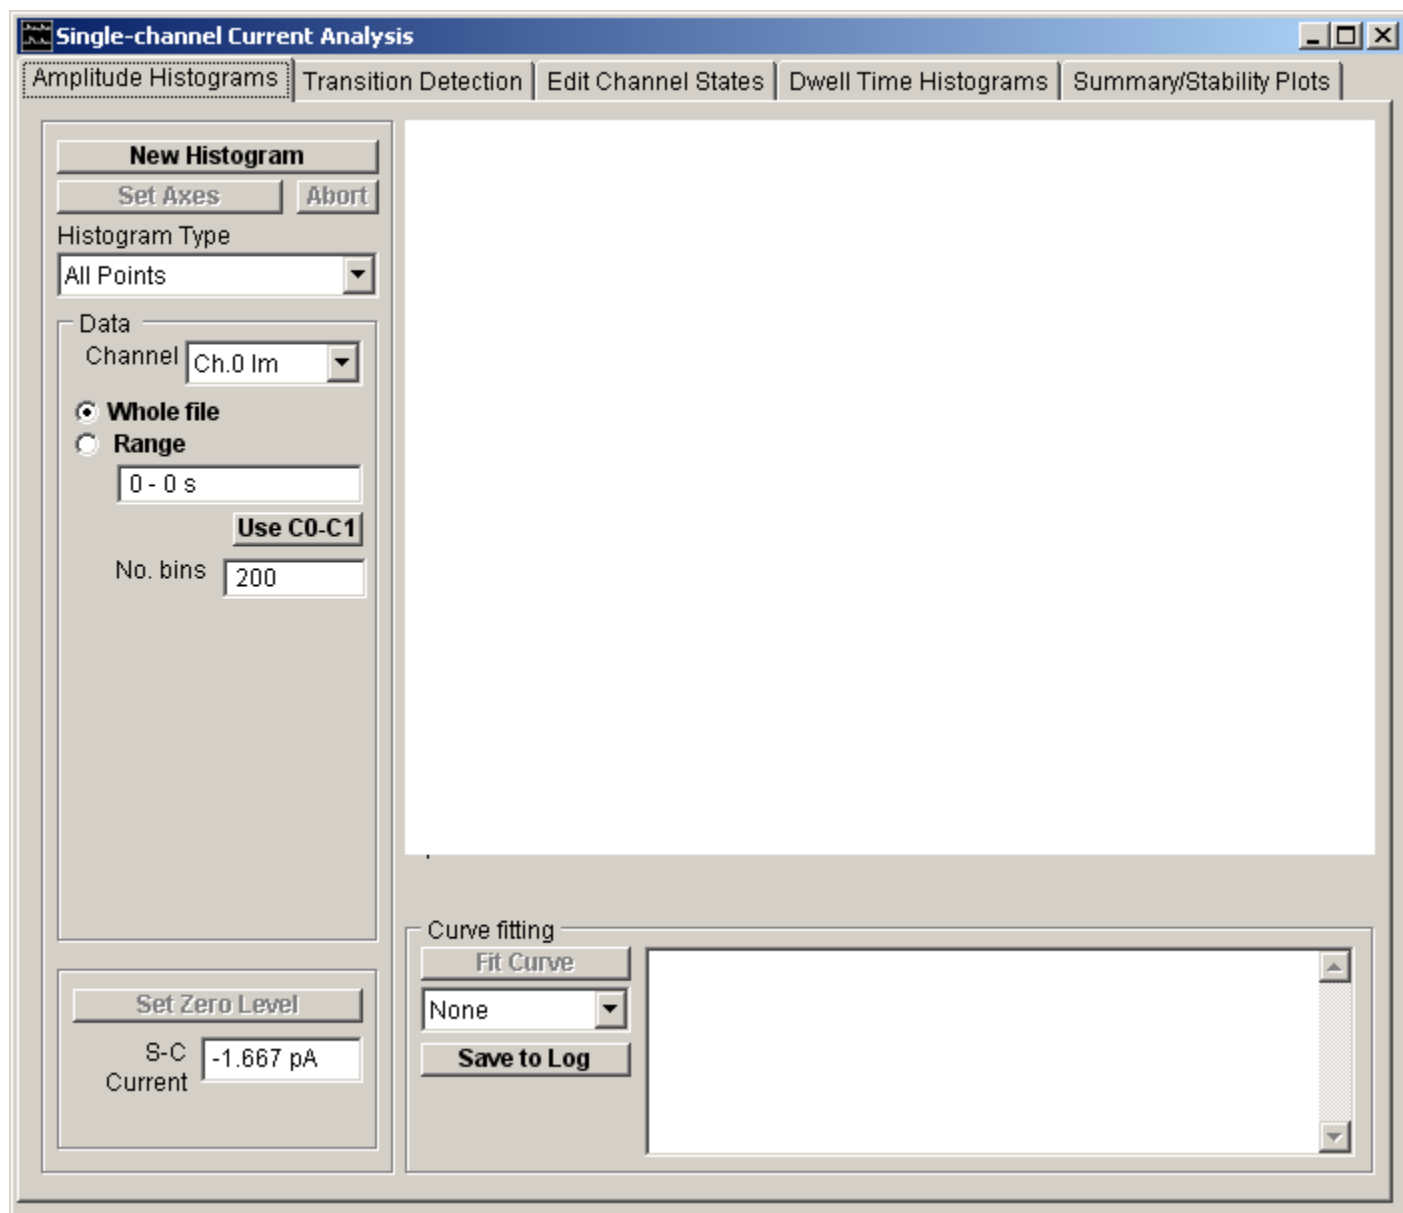 Single-channel Current Analysis
Amplitude Histograms Transition Detection Edit Channel States Dwell Time Histograms Summary/Stability Plots
New Histogram
Set Axes Abort
Histogram Type
All Points
Data
Channel Ch.0 Im
Whole file
Range
0 - 0 s
Use C0-C1
No. bins 200
Set Zero Level
S-C Current -1.667 pA
Curve fitting
Fit Curve
None
Save to Log